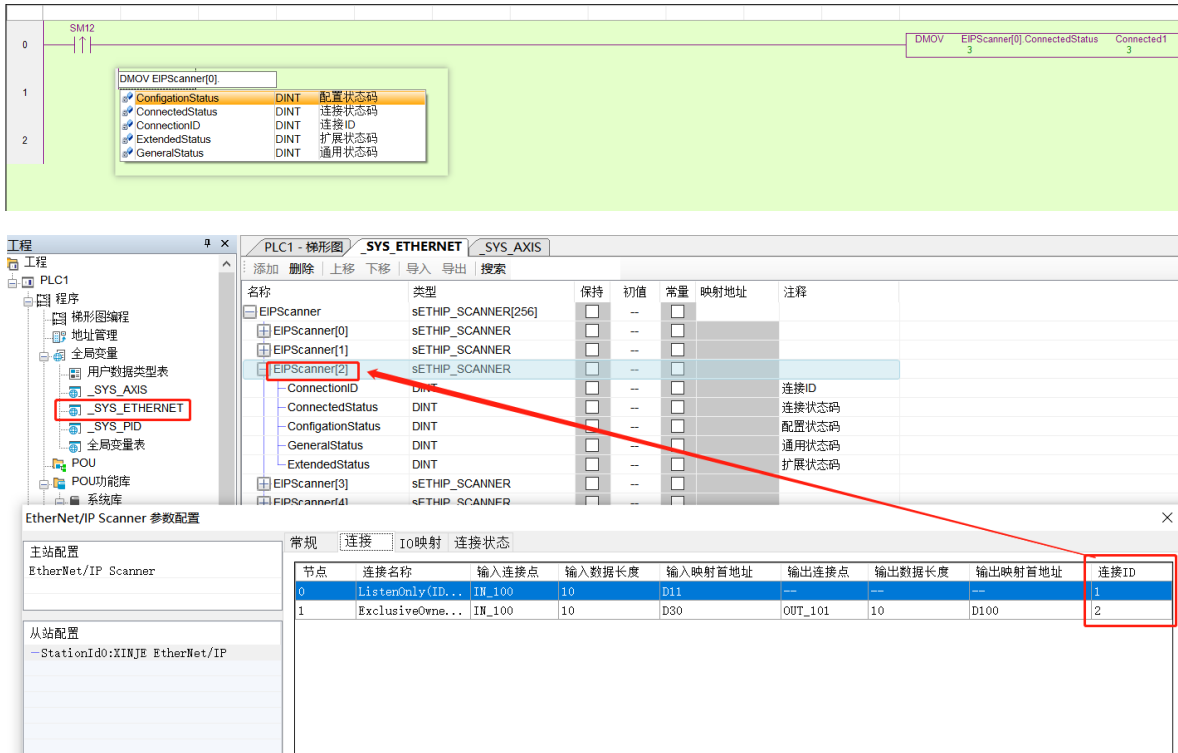 SM12
0
DMOV EIPScanner[0].ConnectedStatus Connected1
3 3
DMOV EIPScanner[0].
1
ConfigationStatus DINT 配置状态码
ConnectedStatus DINT 连接状态码
ConnectionID DINT 连接ID
2
ExtendedStatus DINT 扩展状态码
GeneralStatus DINT 通用状态码
工程
工程
PLC1
程序
梯形图编程
地址管理
全局变量
用户数据类型表
_SYS_AXIS
_SYS_ETHERNET
_SYS_PID
全局变量表
POU
POU功能库
系统库
PLC1 - 梯形图 _SYS_ETHERNET _SYS_AXIS
添加 删除 上移 下移 导入 导出 搜索
名称 类型 保持 初值 常量 映射地址 注释
EIPScanner sETHIP_SCANNER[256] --
EIPScanner[0] sETHIP_SCANNER --
EIPScanner[1] sETHIP_SCANNER --
EIPScanner[2] sETHIP_SCANNER --
ConnectionID DINT -- 连接ID
ConnectedStatus DINT -- 连接状态码
ConfigationStatus DINT -- 配置状态码
GeneralStatus DINT -- 通用状态码
ExtendedStatus DINT -- 扩展状态码
EIPScanner[3] sETHIP_SCANNER --
EIPScanner[4] sETHIP_SCANNER --
EtherNet/IP Scanner 参数配置
主站配置
EtherNet/IP Scanner
从站配置
StationId0:XINJE EtherNet/IP
常规 连接 IO映射 连接状态
节点 连接名称 输入连接点 输入数据长度 输入映射首地址 输出连接点 输出数据长度 输出映射首地址 连接ID
0 ListenOnly(ID... IN_100 10 D11 -- -- -- 1
1 ExclusiveOwne... IN_100 10 D30 OUT_101 10 D100 2